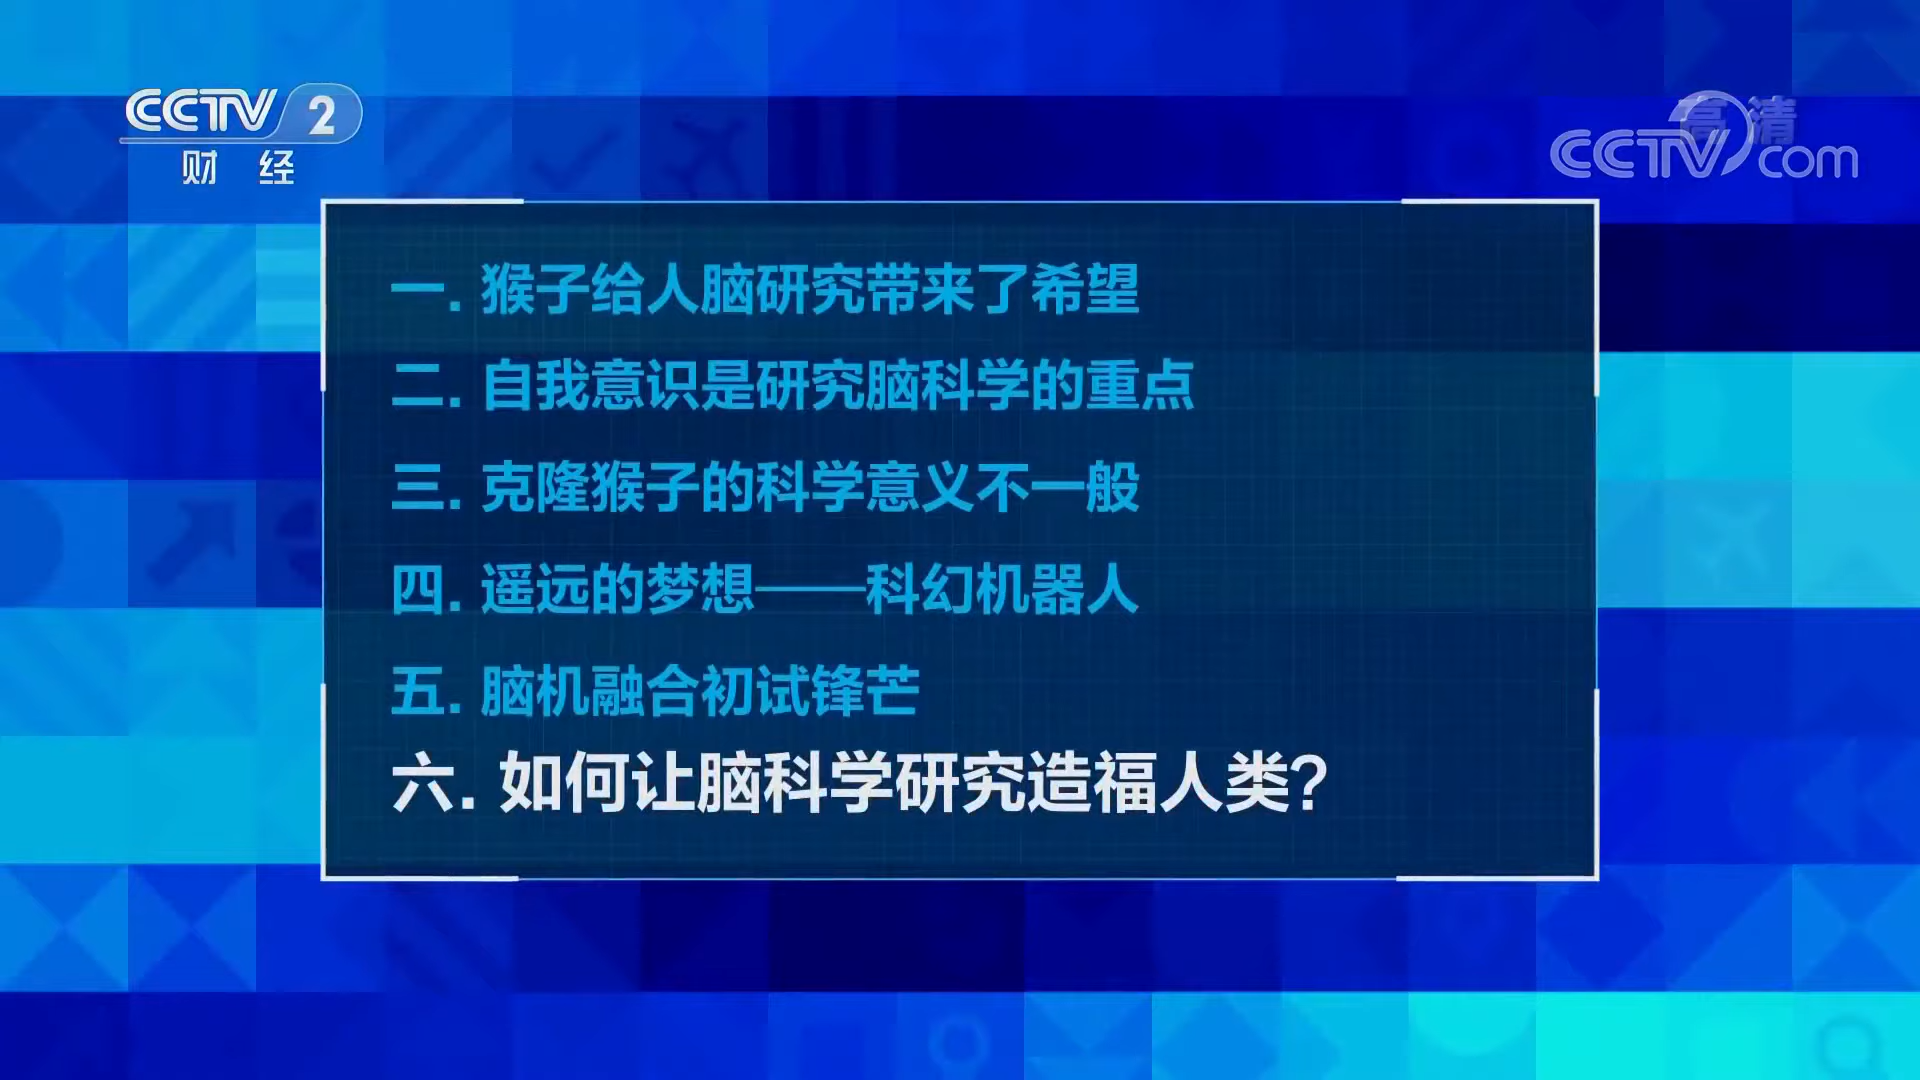 CCTV 2
财 经
高清
CCTV com
一. 猴子给人脑研究带来了希望
二. 自我意识是研究脑科学的重点
三. 克隆猴子的科学意义不一般
四. 遥远的梦想——科幻机器人
五. 脑机融合初试锋芒
六. 如何让脑科学研究造福人类?